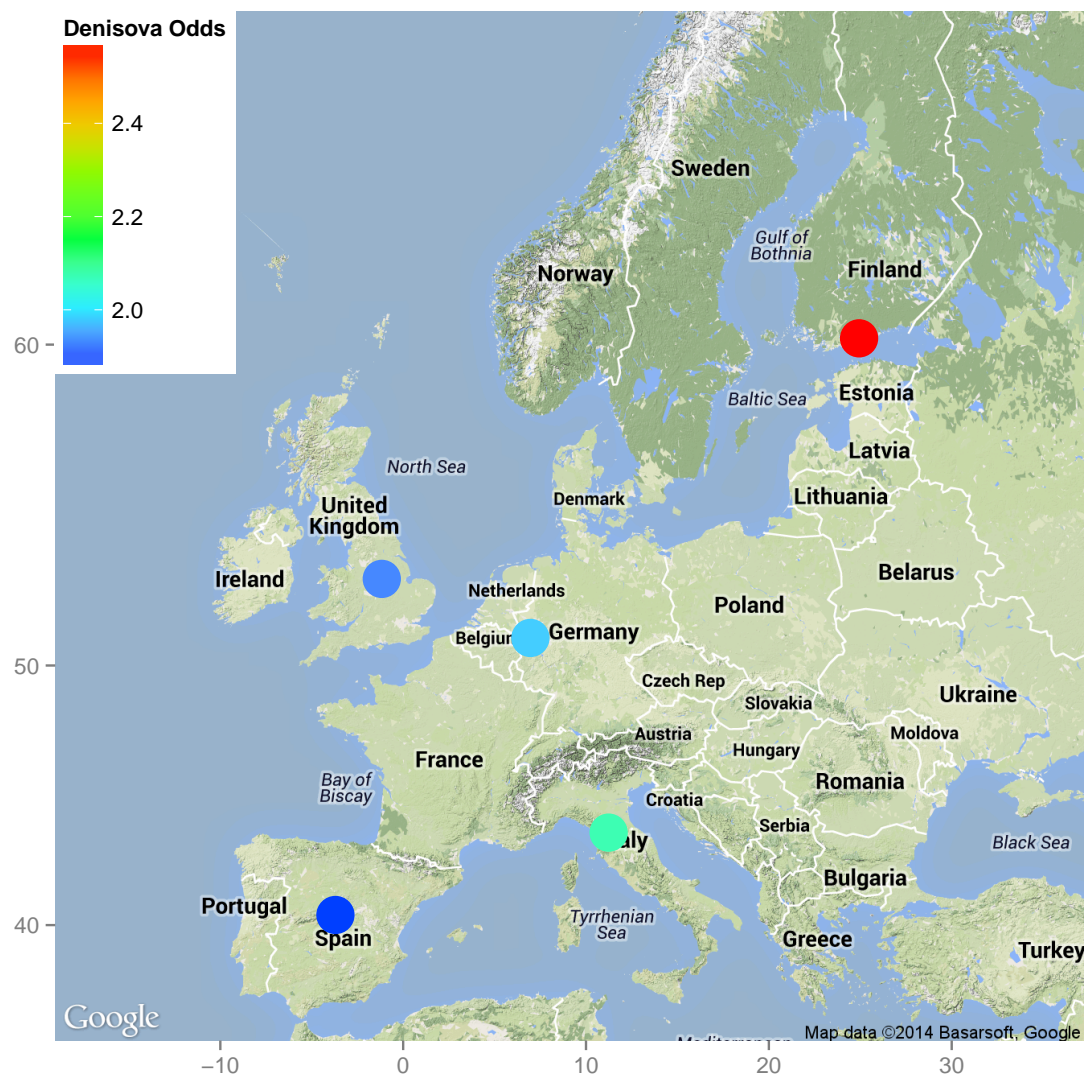 Denisova Odds
2.4
2.2
2.0
Sweden
Gulf of
Bothnia
Finland
Norway
60
Baltic Sea
Estonia
Latvia
North Sea
Lithuania
Denmark
United
Kingdom
Ireland
Belarus
Netherlands
Poland
Germany
50
Czech Rep
Ukraine
Slovakia
Moldova
Austria
Hungary
France
Romania
Bay of
Biscay
Croatia
Serbia
Black Sea
Bulgaria
Portugal
40
Tyrrhenian
Sea
Spain
Greece
Turkey
Google
Map data ©2014 Basarsoft, Google
−10
0
10
20
30